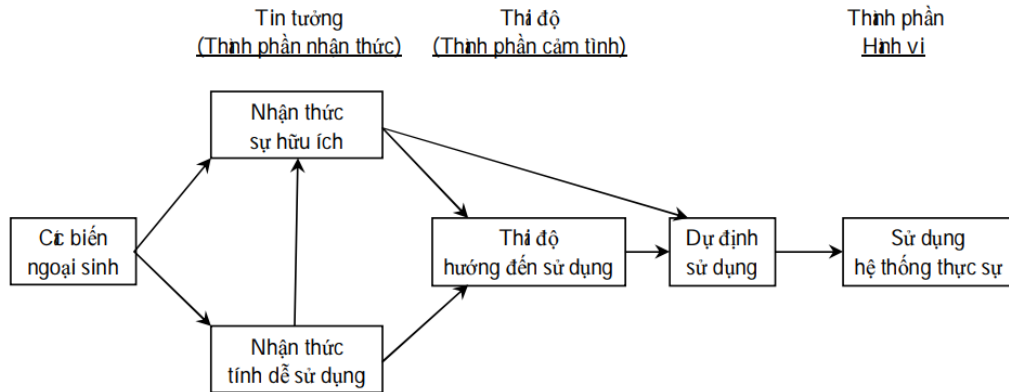 Tin tưởng
(Thành phần nhận thức)
Thái độ
(Thành phần cảm tình)
Thành phần
Hành vi
Nhận thức
sự hữu ích
Các biến
ngoại sinh
Thái độ
hướng đến sử dụng
Dự định
sử dụng
Sử dụng
hệ thống thực sự
Nhận thức
tính dễ sử dụng